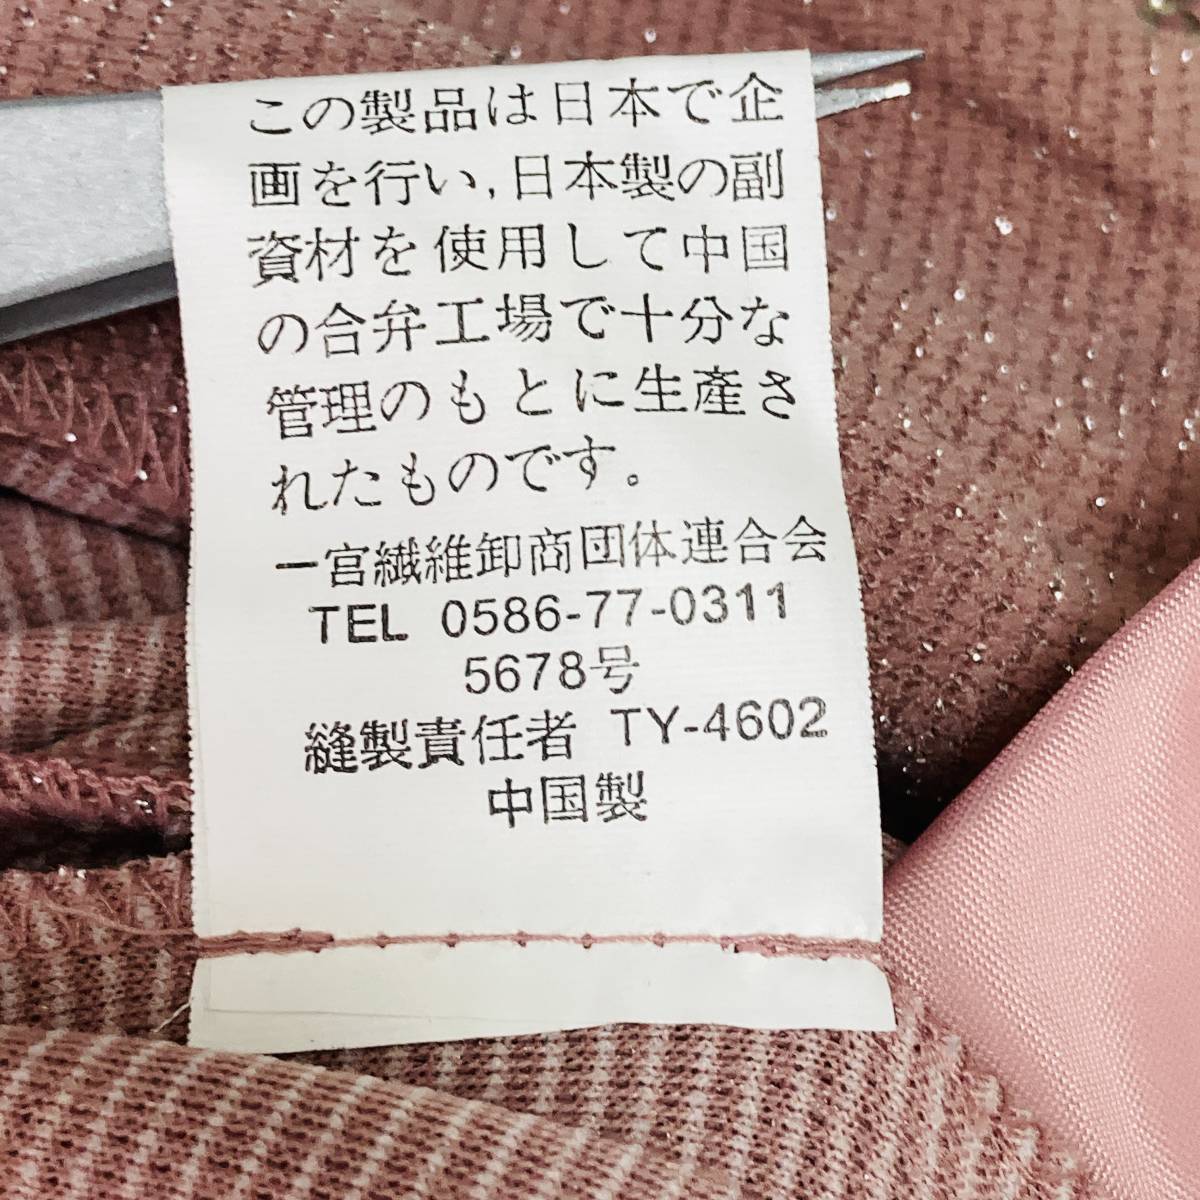 この製品は日本で企
画を行い,日本製の副
資材を使用して中国
の合弁工場で十分な
管理のもとに生産さ
れたものです。
一宮繊維卸商団体連合会
TEL 0586-77-0311
5678号
縫製責任者 TY-4602
中国製